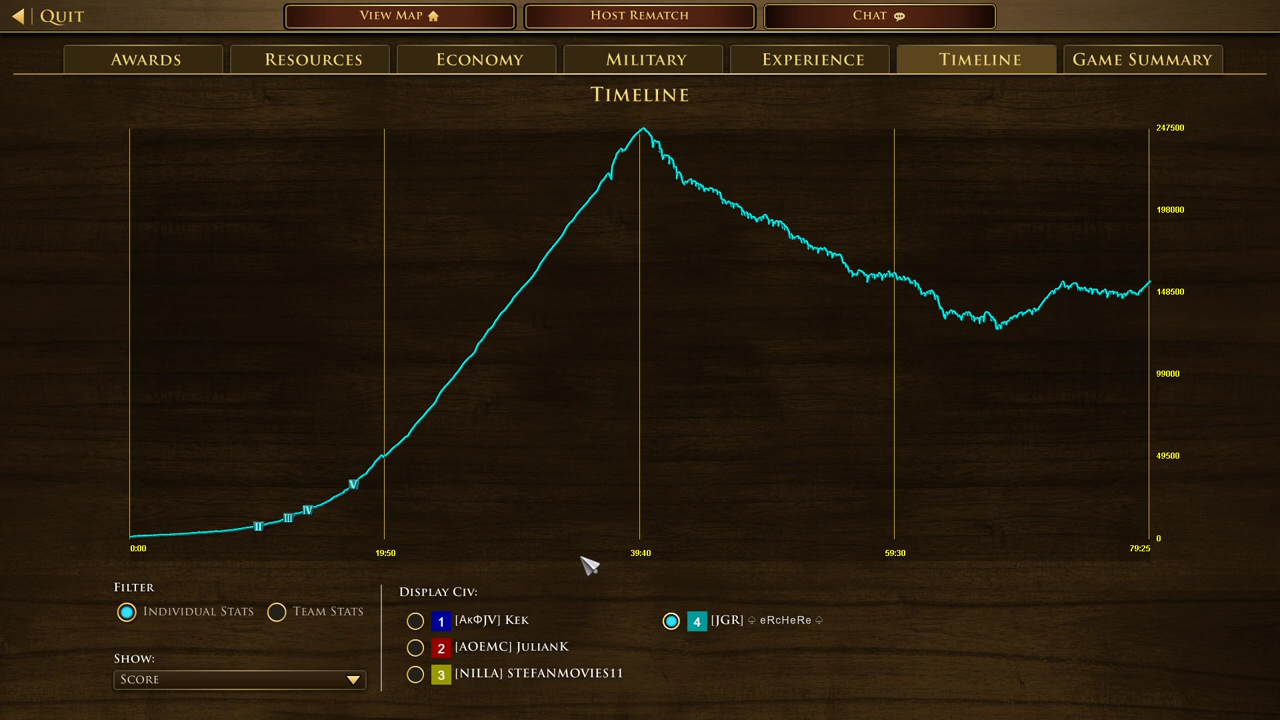 QUIT
VIEW MAP
HOST REMATCH
CHAT
AWARDS
RESOURCES
ECONOMY
MILITARY
EXPERIENCE
TIMELINE
GAME SUMMARY
TIMELINE
247500
198000
148500
99000
49500
0
II
III
IV
V
0:00
19:50
39:40
59:30
79:25
FILTER
INDIVIDUAL STATS
TEAM STATS
SHOW:
SCORE
DISPLAY CIV:
1 [AκΦJV] KEK
2 [AOEMC] JULIANK
3 [NILLA] STEFANMOVIES11
4 [JGR] ♤ eRcHeRe ♤